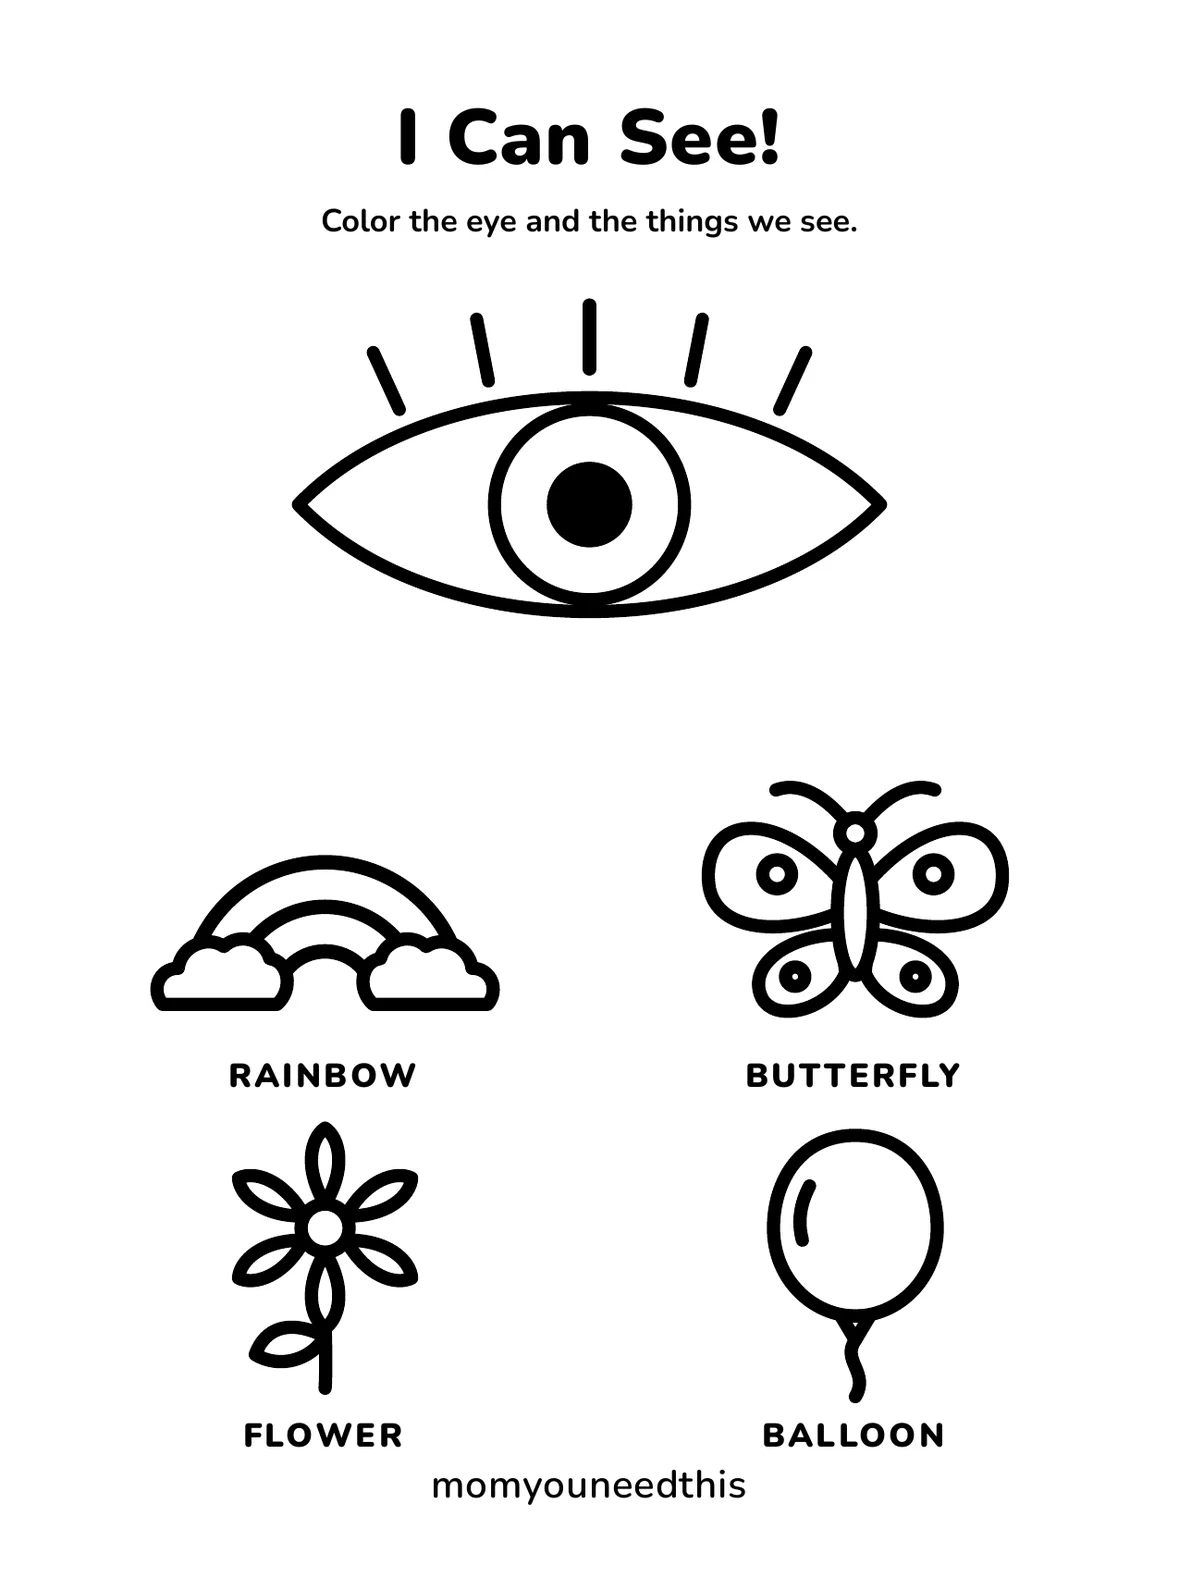 I Can See!
Color the eye and the things we see.
RAINBOW
BUTTERFLY
FLOWER
BALLOON
momyouneedthis